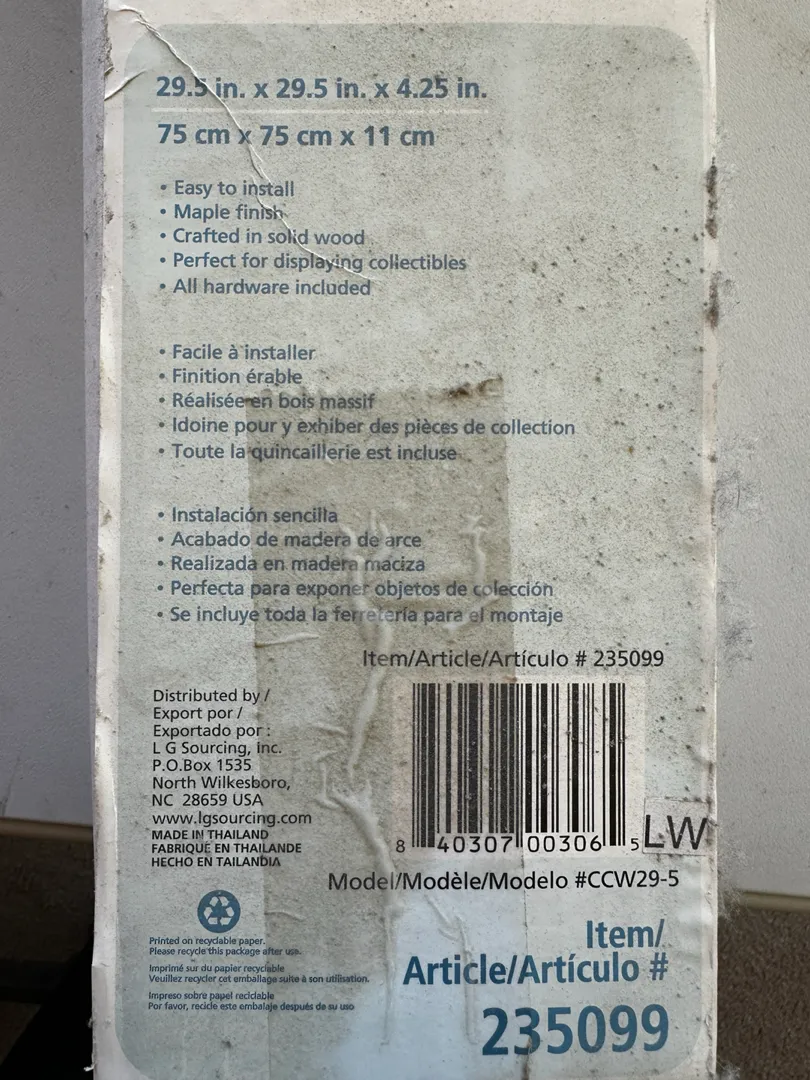 29.5 in. x 29.5 in. x 4.25 in.
75 cm x 75 cm x 11 cm
• Easy to install
• Maple finish
• Crafted in solid wood
• Perfect for displaying collectibles
• All hardware included
• Facile à installer
• Finition érable
• Réalisée en bois massif
• Idoine pour y exhiber des pièces de collection
• Toute la quincaillerie est incluse
• Instalación sencilla
• Acabado de madera de arce
• Realizada en madera maciza
• Perfecta para exponer objetos de colección
• Se incluye toda la ferretería para el montaje
Item/Article/Artículo # 235099
Distributed by /
Export por /
Exportado por :
L G Sourcing, Inc.
P.O.Box 1535
North Wilkesboro,
NC 28659 USA
www.lgsourcing.com
MADE IN THAILAND
FABRIQUÉ EN THAILANDE
HECHO EN TAILANDIA
8 40307 00306 5
LW
Model/Modèle/Modelo #CCW29-5
Printed on recyclable paper.
Please recycle this package after use.
Imprimé sur du papier recyclable
Veuillez recycler cet emballage suite à son utilisation.
Impreso sobre papel reciclable
Por favor, recicle este embalaje después de su uso
Item/
Article/Artículo #
235099